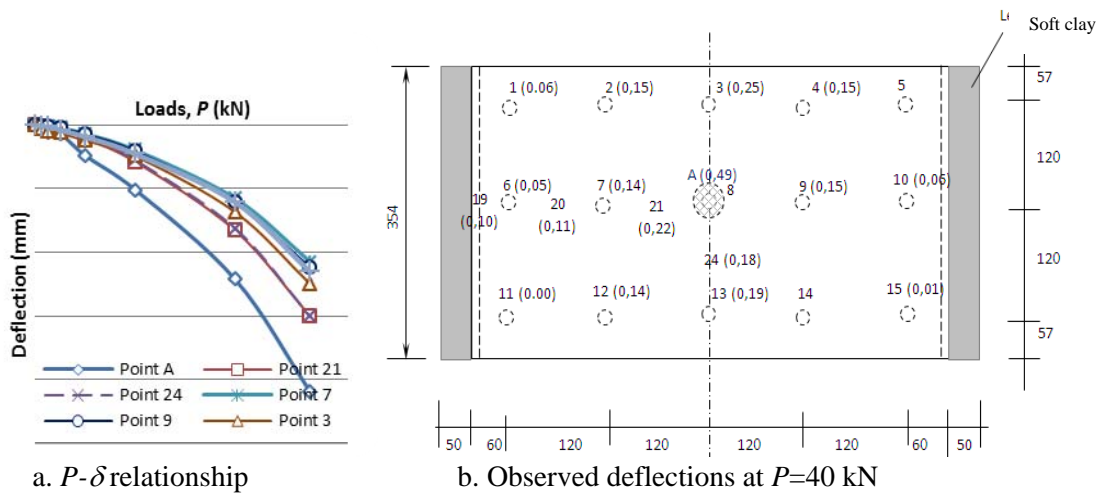 Loads, P (kN)
Deflection (mm)
Point A
Point 21
Point 24
Point 7
Point 9
Point 3
a. P-δ relationship
Soft clay
354
1 (0.06)
2 (0,15)
3 (0,25)
4 (0,15)
5
A (0,49)
6 (0,05)
7 (0,14)
8
9 (0,15)
10 (0,06)
19
(0,10)
20
(0,11)
21
(0,22)
24 (0,18)
11 (0.00)
12 (0,14)
13 (0,19)
14
15 (0,01)
57
120
120
57
50
60
120
120
120
120
60
50
b. Observed deflections at P=40 kN